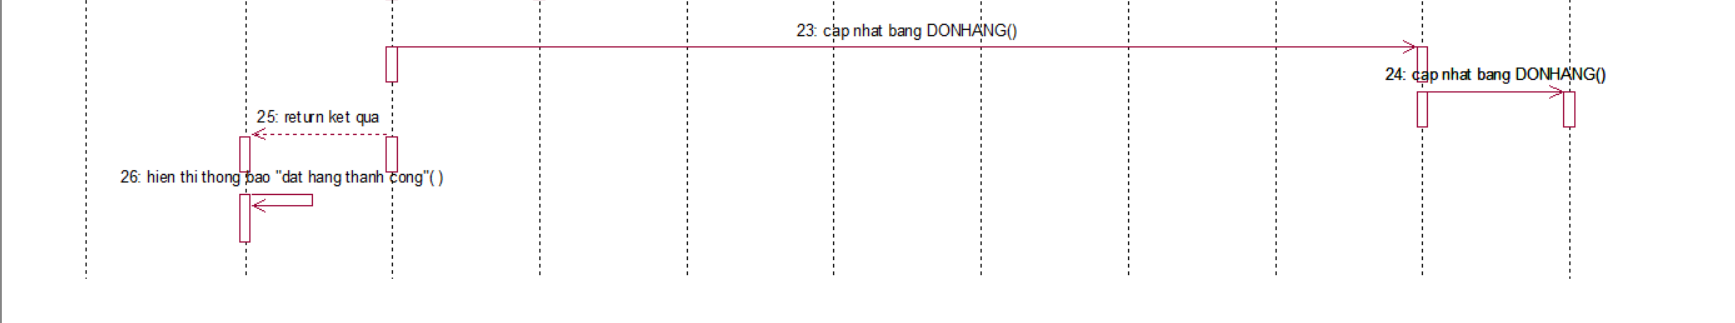 23: cap nhat bang DONHANG()
24: cap nhat bang DONHANG()
25: return ket qua
26: hien thi thong bao "dat hang thanh cong"( )